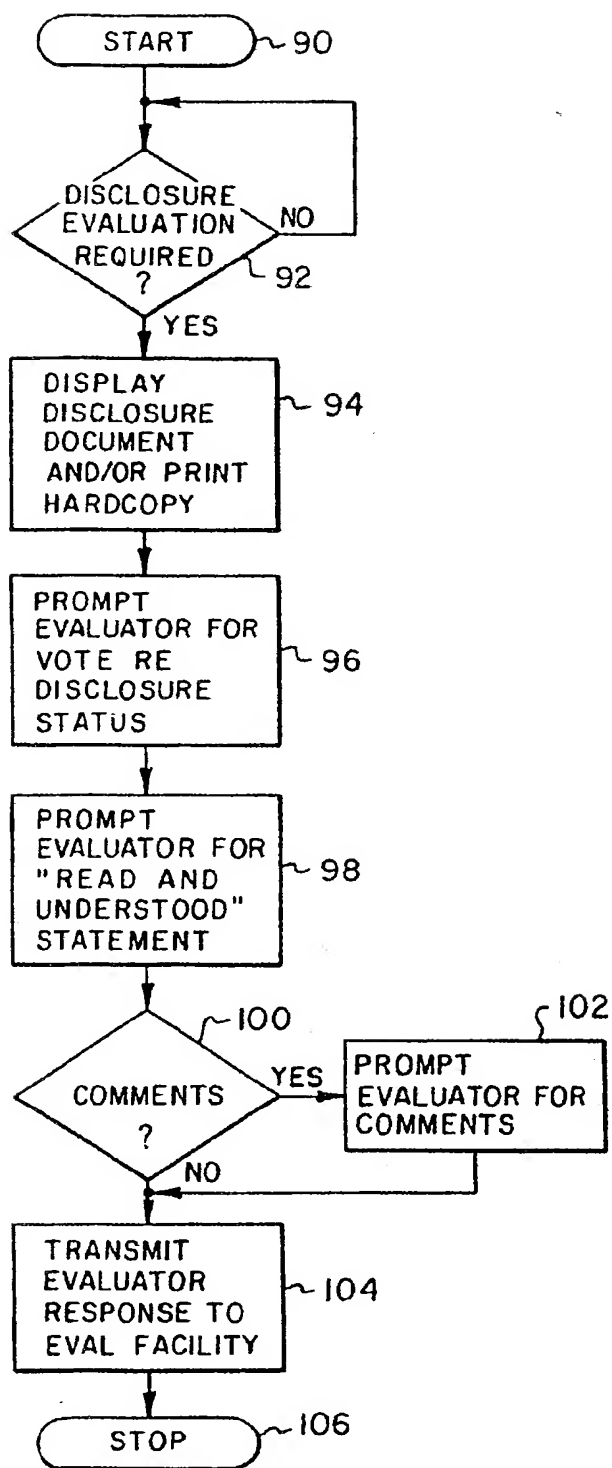 START
90
DISCLOSURE
EVALUATION
REQUIRED
?
NO
92
YES
DISPLAY
DISCLOSURE
DOCUMENT
AND/OR PRINT
HARDCOPY
94
PROMPT
EVALUATOR FOR
VOTE RE
DISCLOSURE
STATUS
96
PROMPT
EVALUATOR FOR
"READ AND
UNDERSTOOD"
STATEMENT
98
100
COMMENTS
?
YES
102
PROMPT
EVALUATOR FOR
COMMENTS
NO
TRANSMIT
EVALUATOR
RESPONSE TO
EVAL FACILITY
104
STOP
106